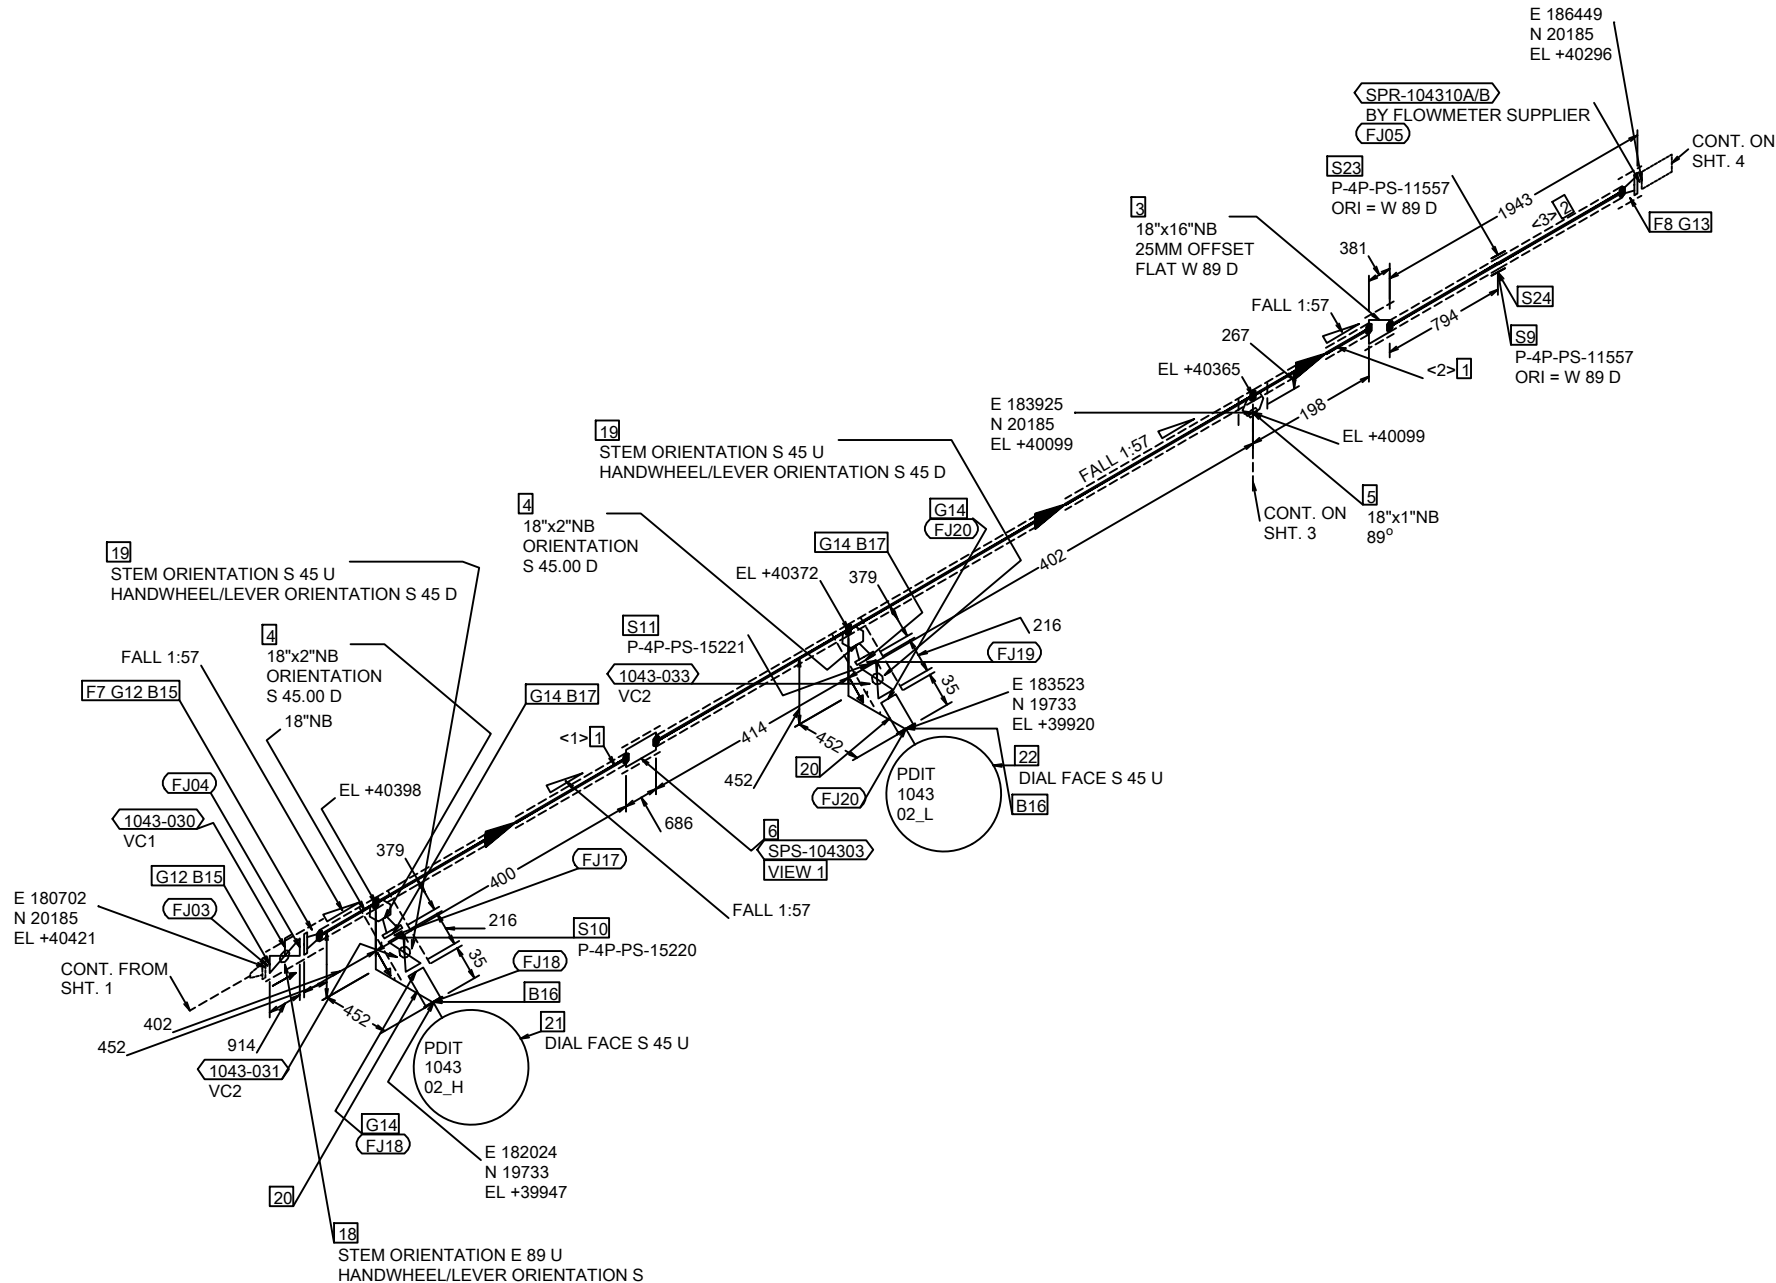 E 186449
N 20185
EL +40296
SPR-104310A/B
BY FLOWMETER SUPPLIER
FJ05
CONT. ON
SHT. 4
S23
P-4P-PS-11557
ORI = W 89 D
1943
<3> 2
F8 G13
3
18"x16"NB
25MM OFFSET
FLAT W 89 D
381
S24
FALL 1:57
794
S9
P-4P-PS-11557
ORI = W 89 D
267
EL +40365
<2> 1
E 183925
N 20185
EL +40099
198
EL +40099
19
STEM ORIENTATION S 45 U
HANDWHEEL/LEVER ORIENTATION S 45 D
FALL 1:57
5
18"x1"NB
89°
CONT. ON
SHT. 3
4
18"x2"NB
ORIENTATION
S 45.00 D
G14
FJ20
G14 B17
402
19
STEM ORIENTATION S 45 U
HANDWHEEL/LEVER ORIENTATION S 45 D
EL +40372
379
S11
P-4P-PS-15221
216
FJ19
1043-033
VC2
4
18"x2"NB
ORIENTATION
S 45.00 D
FALL 1:57
F7 G12 B15
18"NB
G14 B17
35
E 183523
N 19733
EL +39920
<1> 1
414
452
452
20
22
DIAL FACE S 45 U
PDIT
1043
02_L
FJ20
B16
FJ04
EL +40398
1043-030
VC1
686
6
SPS-104303
VIEW 1
379
FJ17
400
G12 B15
E 180702
N 20185
EL +40421
FJ03
FALL 1:57
216
S10
P-4P-PS-15220
CONT. FROM
SHT. 1
35
FJ18
B16
452
402
452
914
21
DIAL FACE S 45 U
PDIT
1043
02_H
1043-031
VC2
G14
FJ18
E 182024
N 19733
EL +39947
20
18
STEM ORIENTATION E 89 U
HANDWHEEL/LEVER ORIENTATION S